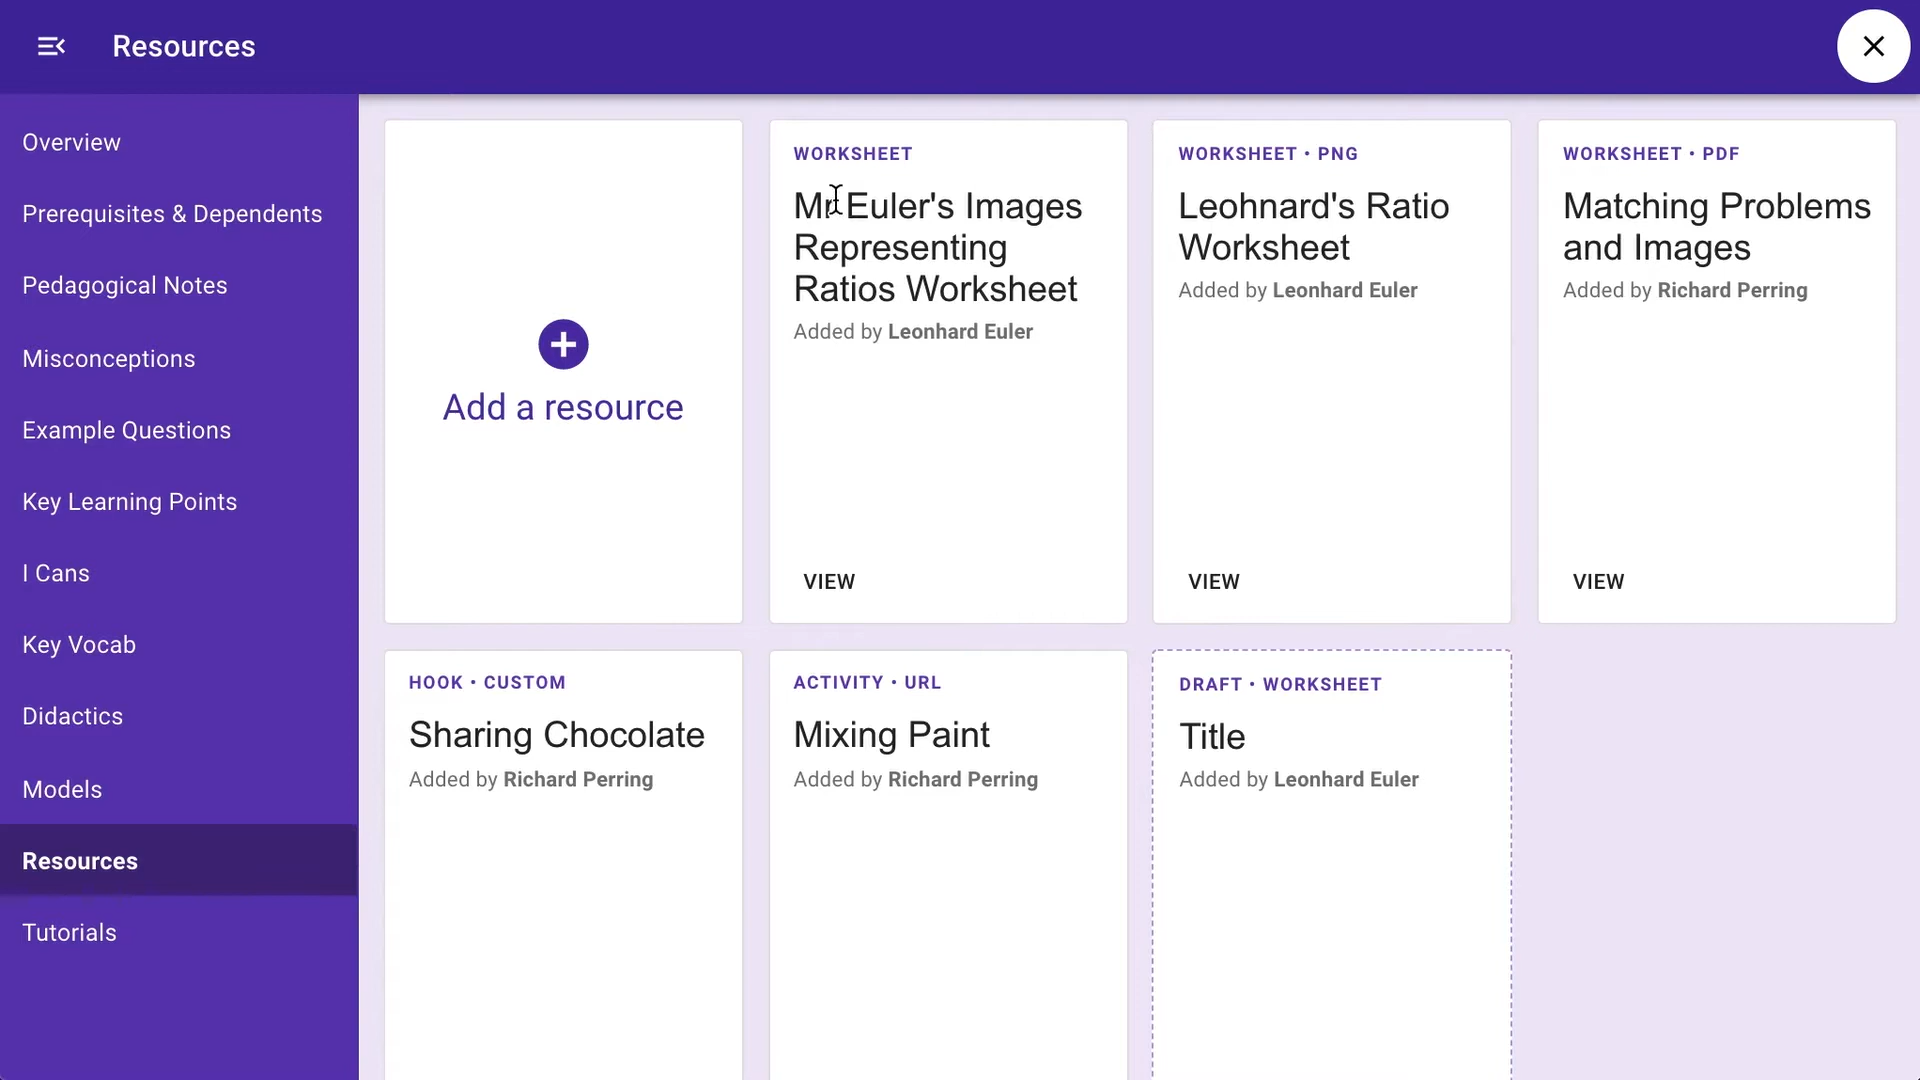 Resources
Overview
Prerequisites & Dependents
Pedagogical Notes
Misconceptions
Example Questions
Key Learning Points
I Cans
Key Vocab
Didactics
Models
Resources
Tutorials
Add a resource
WORKSHEET
Mr Euler's Images
Representing
Ratios Worksheet
Added by Leonhard Euler
VIEW
WORKSHEET • PNG
Leohnard's Ratio
Worksheet
Added by Leonhard Euler
VIEW
WORKSHEET • PDF
Matching Problems
and Images
Added by Richard Perring
VIEW
HOOK • CUSTOM
Sharing Chocolate
Added by Richard Perring
ACTIVITY • URL
Mixing Paint
Added by Richard Perring
DRAFT • WORKSHEET
Title
Added by Leonhard Euler